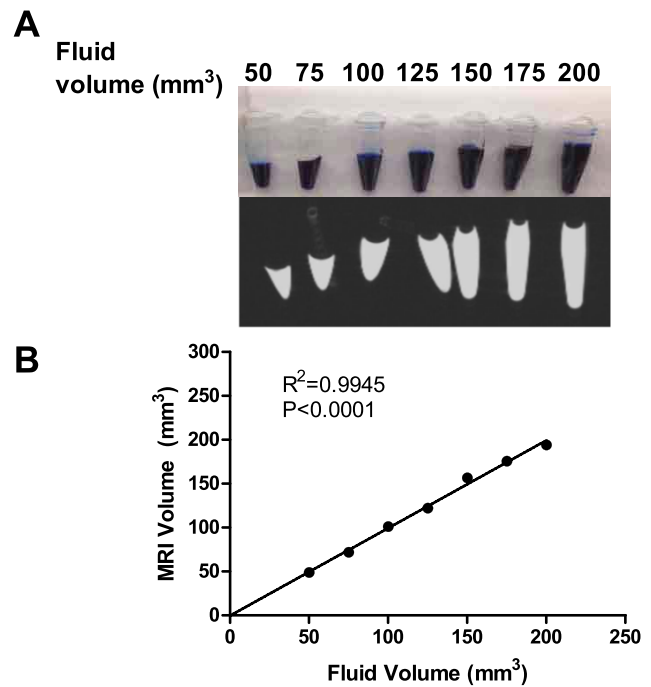 A
Fluid
volume (mm³)
50 75 100 125 150 175 200
B
300
250
200
150
100
50
0
MRI Volume (mm³)
R²=0.9945
P<0.0001
0 50 100 150 200 250
Fluid Volume (mm³)